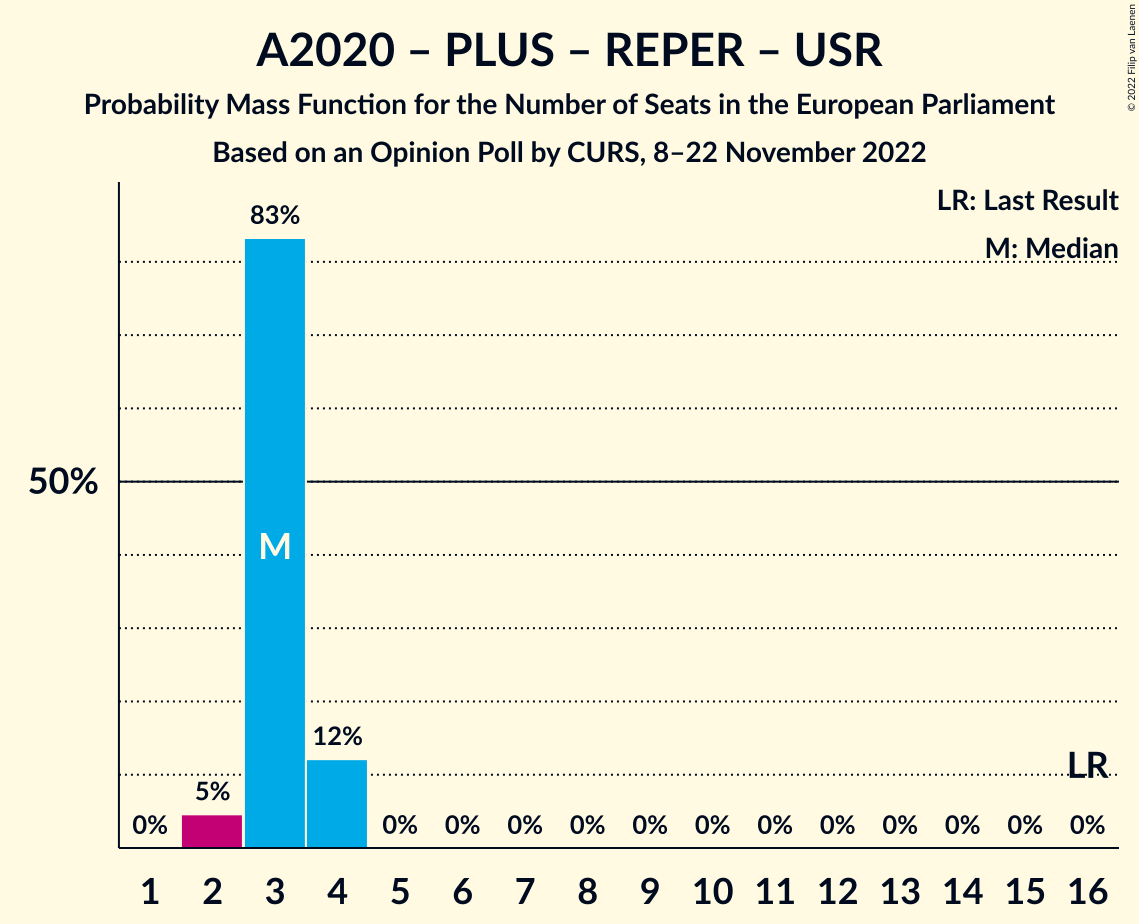 A2020 – PLUS – REPER – USR
Probability Mass Function for the Number of Seats in the European Parliament
Based on an Opinion Poll by CURS, 8–22 November 2022
© 2022 Filip van Laenen
LR: Last Result
M: Median
83%
50%
M
12%
LR
5%
0% 0% 0% 0% 0% 0% 0% 0% 0% 0% 0% 0% 0%
1 2 3 4 5 6 7 8 9 10 11 12 13 14 15 16